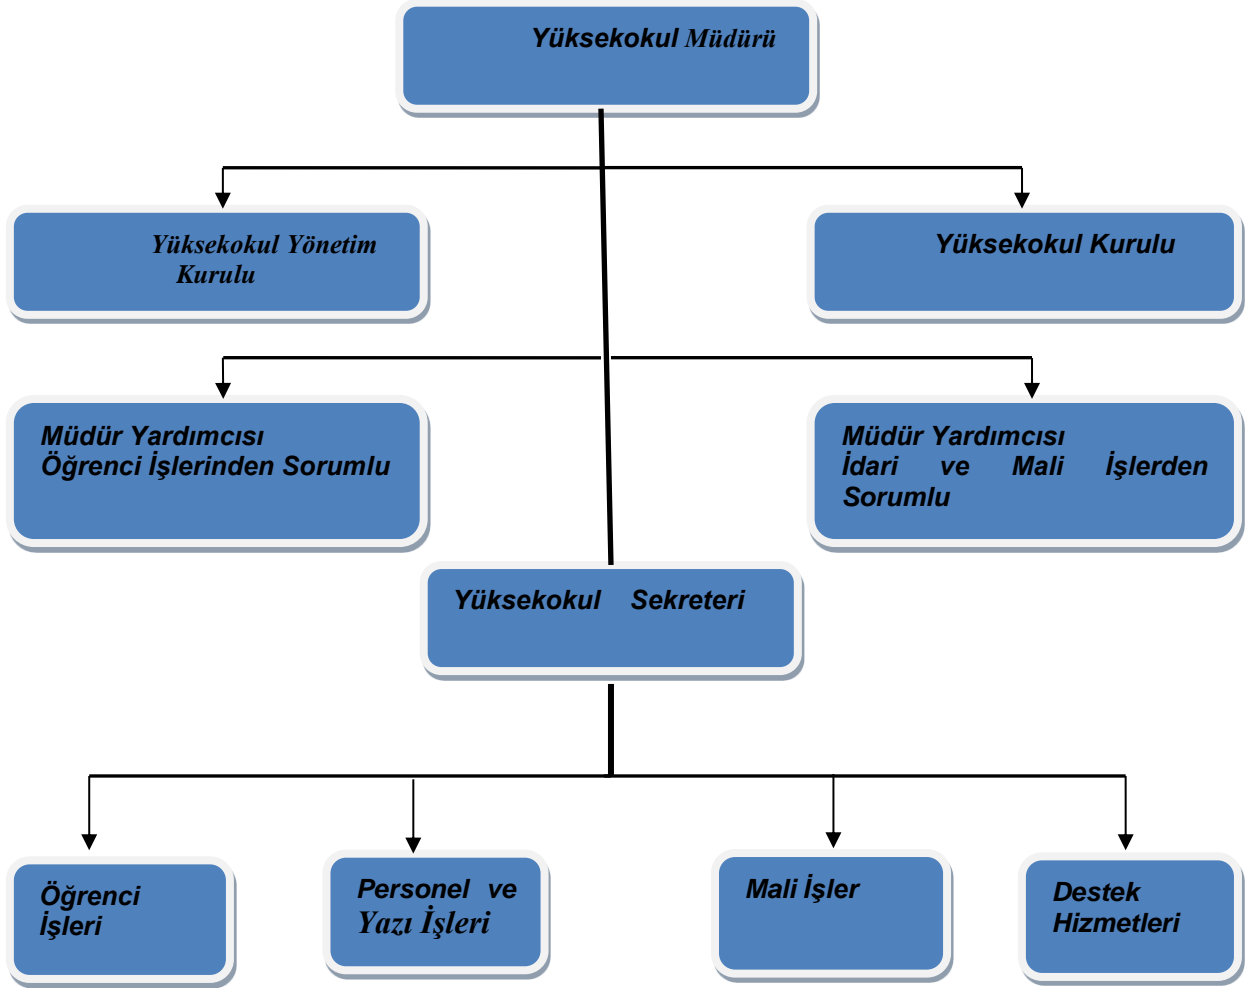 Yüksekokul Müdürü
Yüksekokul Yönetim
Kurulu
Yüksekokul Kurulu
Müdür Yardımcısı
Öğrenci İşlerinden Sorumlu
Müdür Yardımcısı
İdari ve Mali İşlerden
Sorumlu
Yüksekokul Sekreteri
Öğrenci
İşleri
Personel ve
Yazı İşleri
Mali İşler
Destek
Hizmetleri